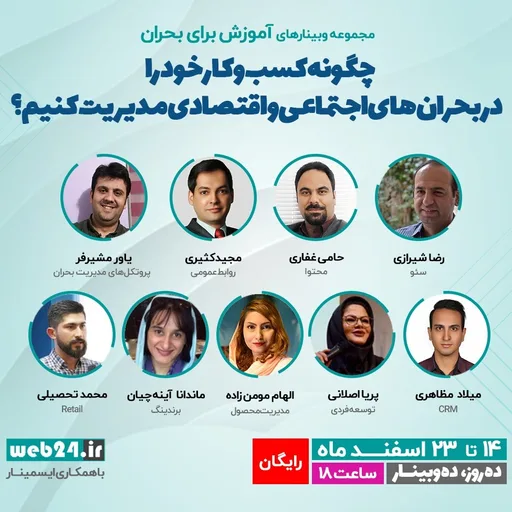 مجموعه وبینارهای آموزش برای بحران
چگونه کسب و کار خود را
در بحران‌های اجتماعی و اقتصادی مدیریت کنیم؟
رضا شیرازی
سئو
حامی غفاری
محتوا
مجید کثیری
روابط عمومی
یاور مشیرفر
پروتکل‌های مدیریت بحران
میلاد مظاهری
CRM
پریا اصلانی
توسعه فردی
الهام مومن زاده
مدیریت محصول
ماندانا آینه‌چیان
برندینگ
محمد تحصیلی
Retail
۱۴ تا ۲۳ اسفند ماه
ده روز، ده وبینار
ساعت ۱۸
رایگان
web24.ir
با همکاری ایسمینار